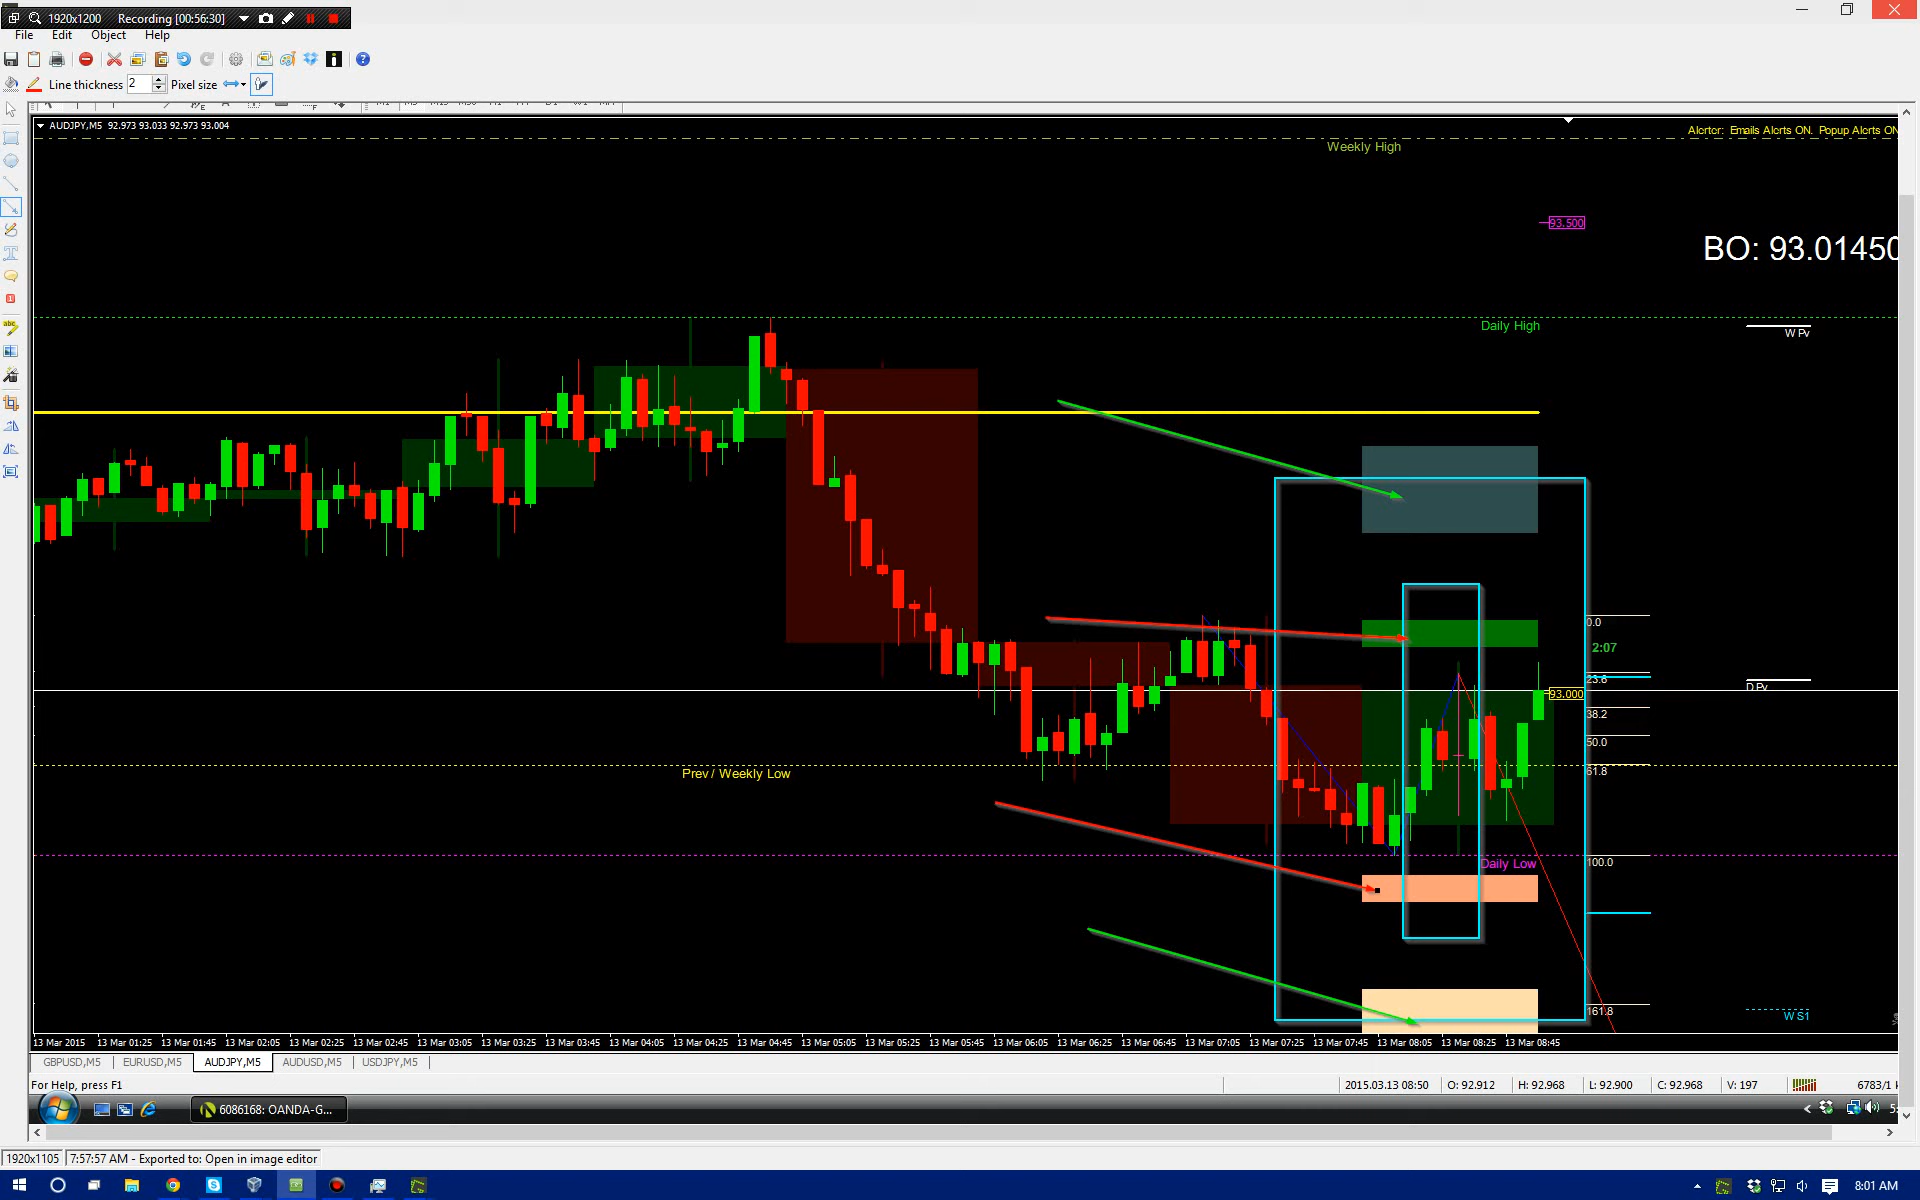 1920x1200 Recording [00:56:30]
File Edit Object Help
Line thickness 2 Pixel size
AUDJPY,M5 92.973 93.033 92.973 93.004
Alerter: Emails Alerts ON. Popup Alerts ON
Weekly High
93.500
BO: 93.01450
Daily High
W Pv
0.0
2:07
23.6
D Pv
93.000
38.2
50.0
61.8
Prev / Weekly Low
Daily Low
100.0
161.8
W S1
13 Mar 2015 13 Mar 01:25 13 Mar 01:45 13 Mar 02:05 13 Mar 02:25 13 Mar 02:45 13 Mar 03:05 13 Mar 03:25 13 Mar 03:45 13 Mar 04:05 13 Mar 04:25 13 Mar 04:45 13 Mar 05:05 13 Mar 05:25 13 Mar 05:45 13 Mar 06:05 13 Mar 06:25 13 Mar 06:45 13 Mar 07:05 13 Mar 07:25 13 Mar 07:45 13 Mar 08:05 13 Mar 08:25 13 Mar 08:45
GBPUSD,M5 EURUSD,M5 AUDJPY,M5 AUDUSD,M5 USDJPY,M5
For Help, press F1 2015.03.13 08:50 O: 92.912 H: 92.968 L: 92.900 C: 92.968 V: 197 6783/1
6086168: OANDA-G...
1920x1105 7:57:57 AM - Exported to: Open in image editor
8:01 AM